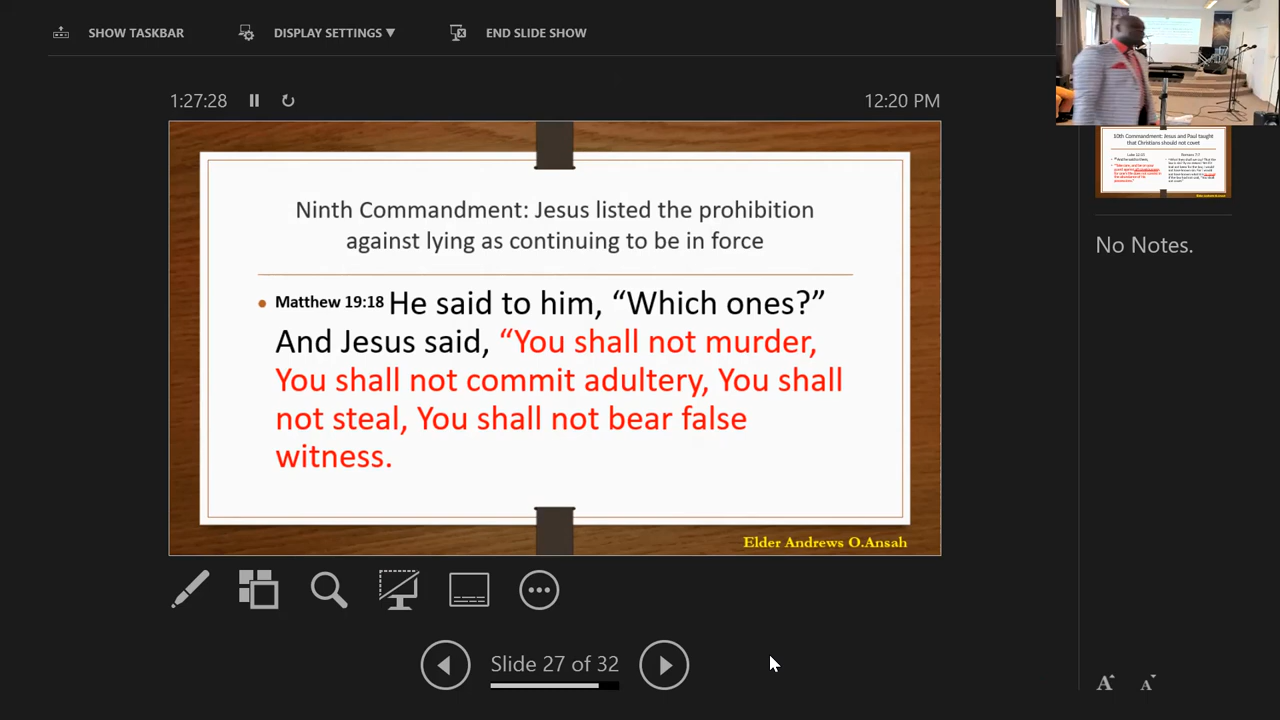 SHOW TASKBAR
DISPLAY SETTINGS ▼
END SLIDE SHOW
1:27:28
12:20 PM
Ninth Commandment: Jesus listed the prohibition
against lying as continuing to be in force
• Matthew 19:18 He said to him, “Which ones?”
And Jesus said, “You shall not murder,
You shall not commit adultery, You shall
not steal, You shall not bear false
witness.
Elder Andrews O.Ansah
Slide 27 of 32
10th Commandment: Jesus and Paul taught
that Christians should not covet
No Notes.
A
A